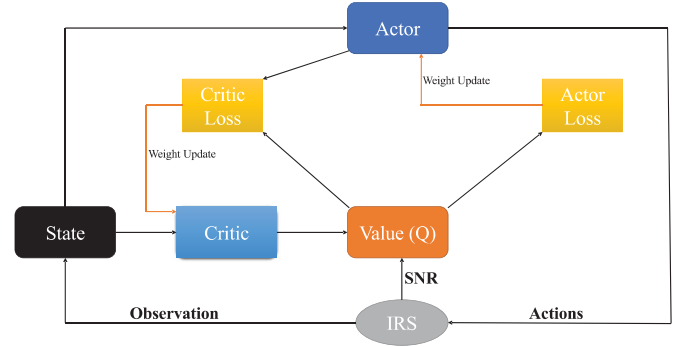 Actor
Weight Update
Critic
Loss
Actor
Loss
Weight Update
State
Critic
Value (Q)
SNR
Observation
IRS
Actions